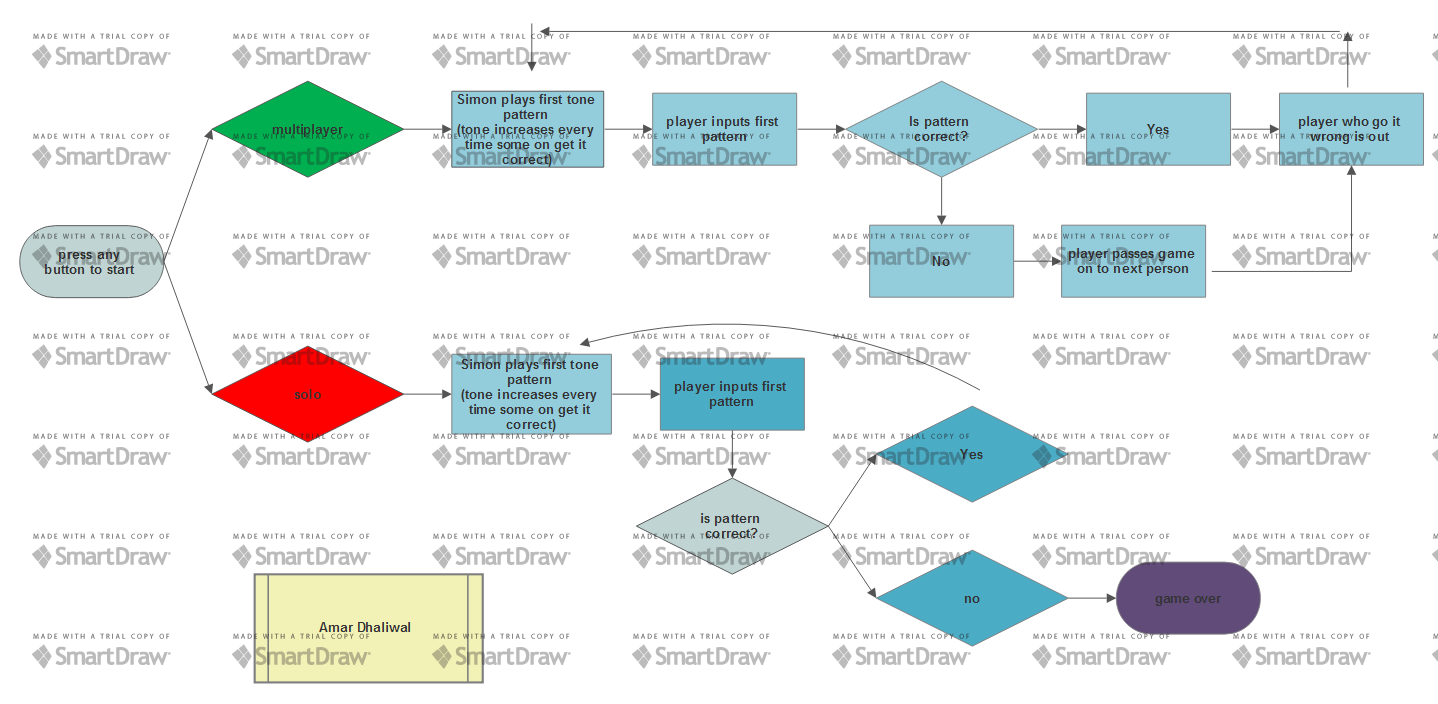 multiplayer
Simon plays first tone
pattern
(tone increases every
time some on get it
correct)
player inputs first
pattern
Is pattern
correct?
Yes
player who go it
wrong is out
press any
button to start
No
player passes game
on to next person
solo
Simon plays first tone
pattern
(tone increases every
time some on get it
correct)
player inputs first
pattern
Yes
is pattern
correct?
no
game over
Amar Dhaliwal
MADE WITH A TRIAL COPY OF
SmartDraw